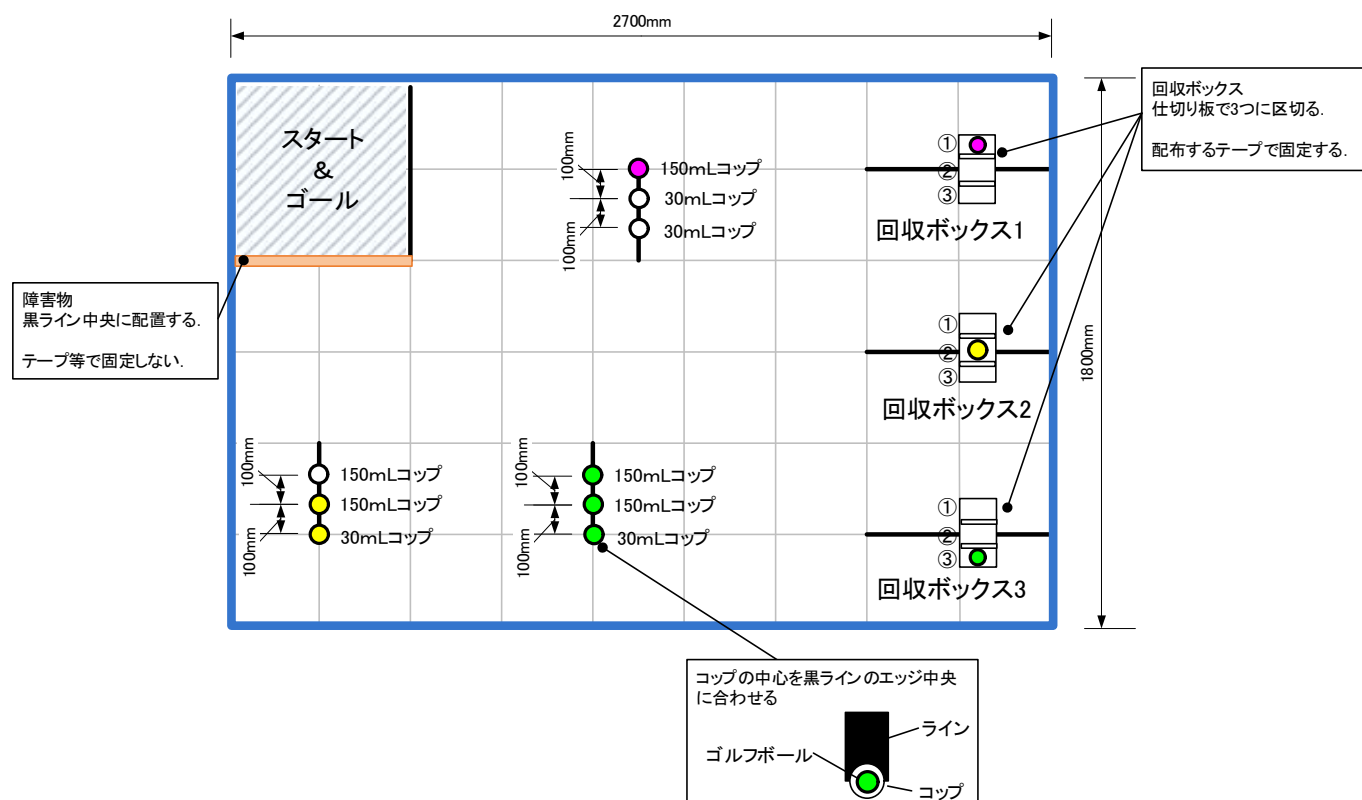 2700mm
スタート
&
ゴール
100mm
100mm
150mLコップ
30mLコップ
30mLコップ
①
②
③
回収ボックス1
回収ボックス
仕切り板で3つに区切る.
配布するテープで固定する.
障害物
黒ライン中央に配置する.
テープ等で固定しない.
①
②
③
回収ボックス2
1800mm
100mm
100mm
150mLコップ
150mLコップ
30mLコップ
100mm
100mm
150mLコップ
150mLコップ
30mLコップ
①
②
③
回収ボックス3
コップの中心を黒ラインのエッジ中央
に合わせる
ライン
ゴルフボール
コップ